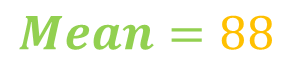 Mean = 88